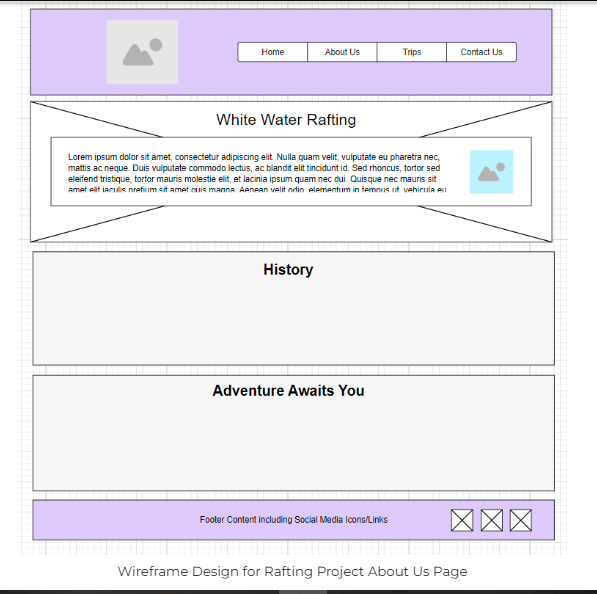 Home About Us Trips Contact Us
White Water Rafting
Lorem ipsum dolor sit amet, consectetur adipiscing elit. Nulla quam velit, vulputate eu pharetra nec,
mattis ac neque. Duis vulputate commodo lectus, ac blandit elit tincidunt id. Sed rhoncus, tortor sed
eleifend tristique, tortor mauris molestie elit, et lacinia ipsum quam nec dui. Quisque nec mauris sit
amet elit iaculis pretium sit amet quis magna. Aenean velit odio, elementum in tempus ut, vehicula eu
History
Adventure Awaits You
Footer Content including Social Media Icons/Links
Wireframe Design for Rafting Project About Us Page